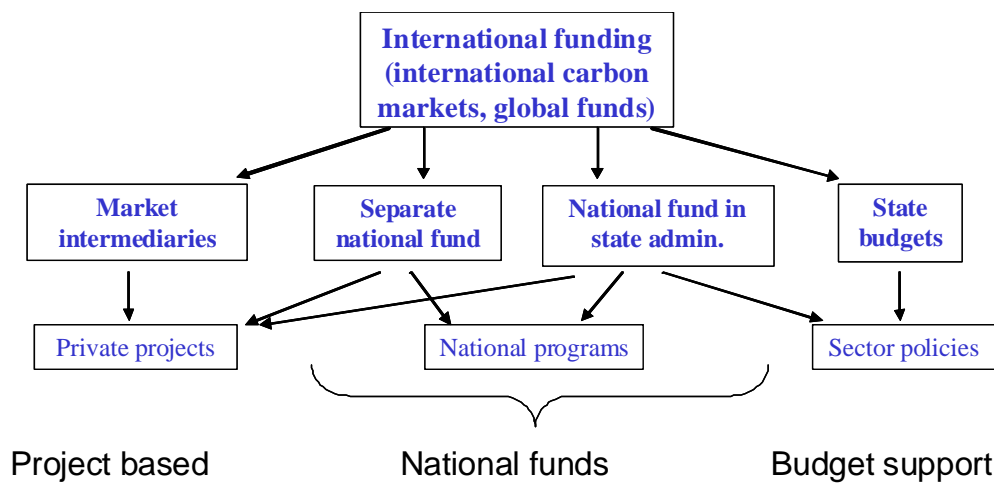 International funding
(international carbon
markets, global funds)
Market
intermediaries
Separate
national fund
National fund in
state admin.
State
budgets
Private projects
National programs
Sector policies
Project based
National funds
Budget support